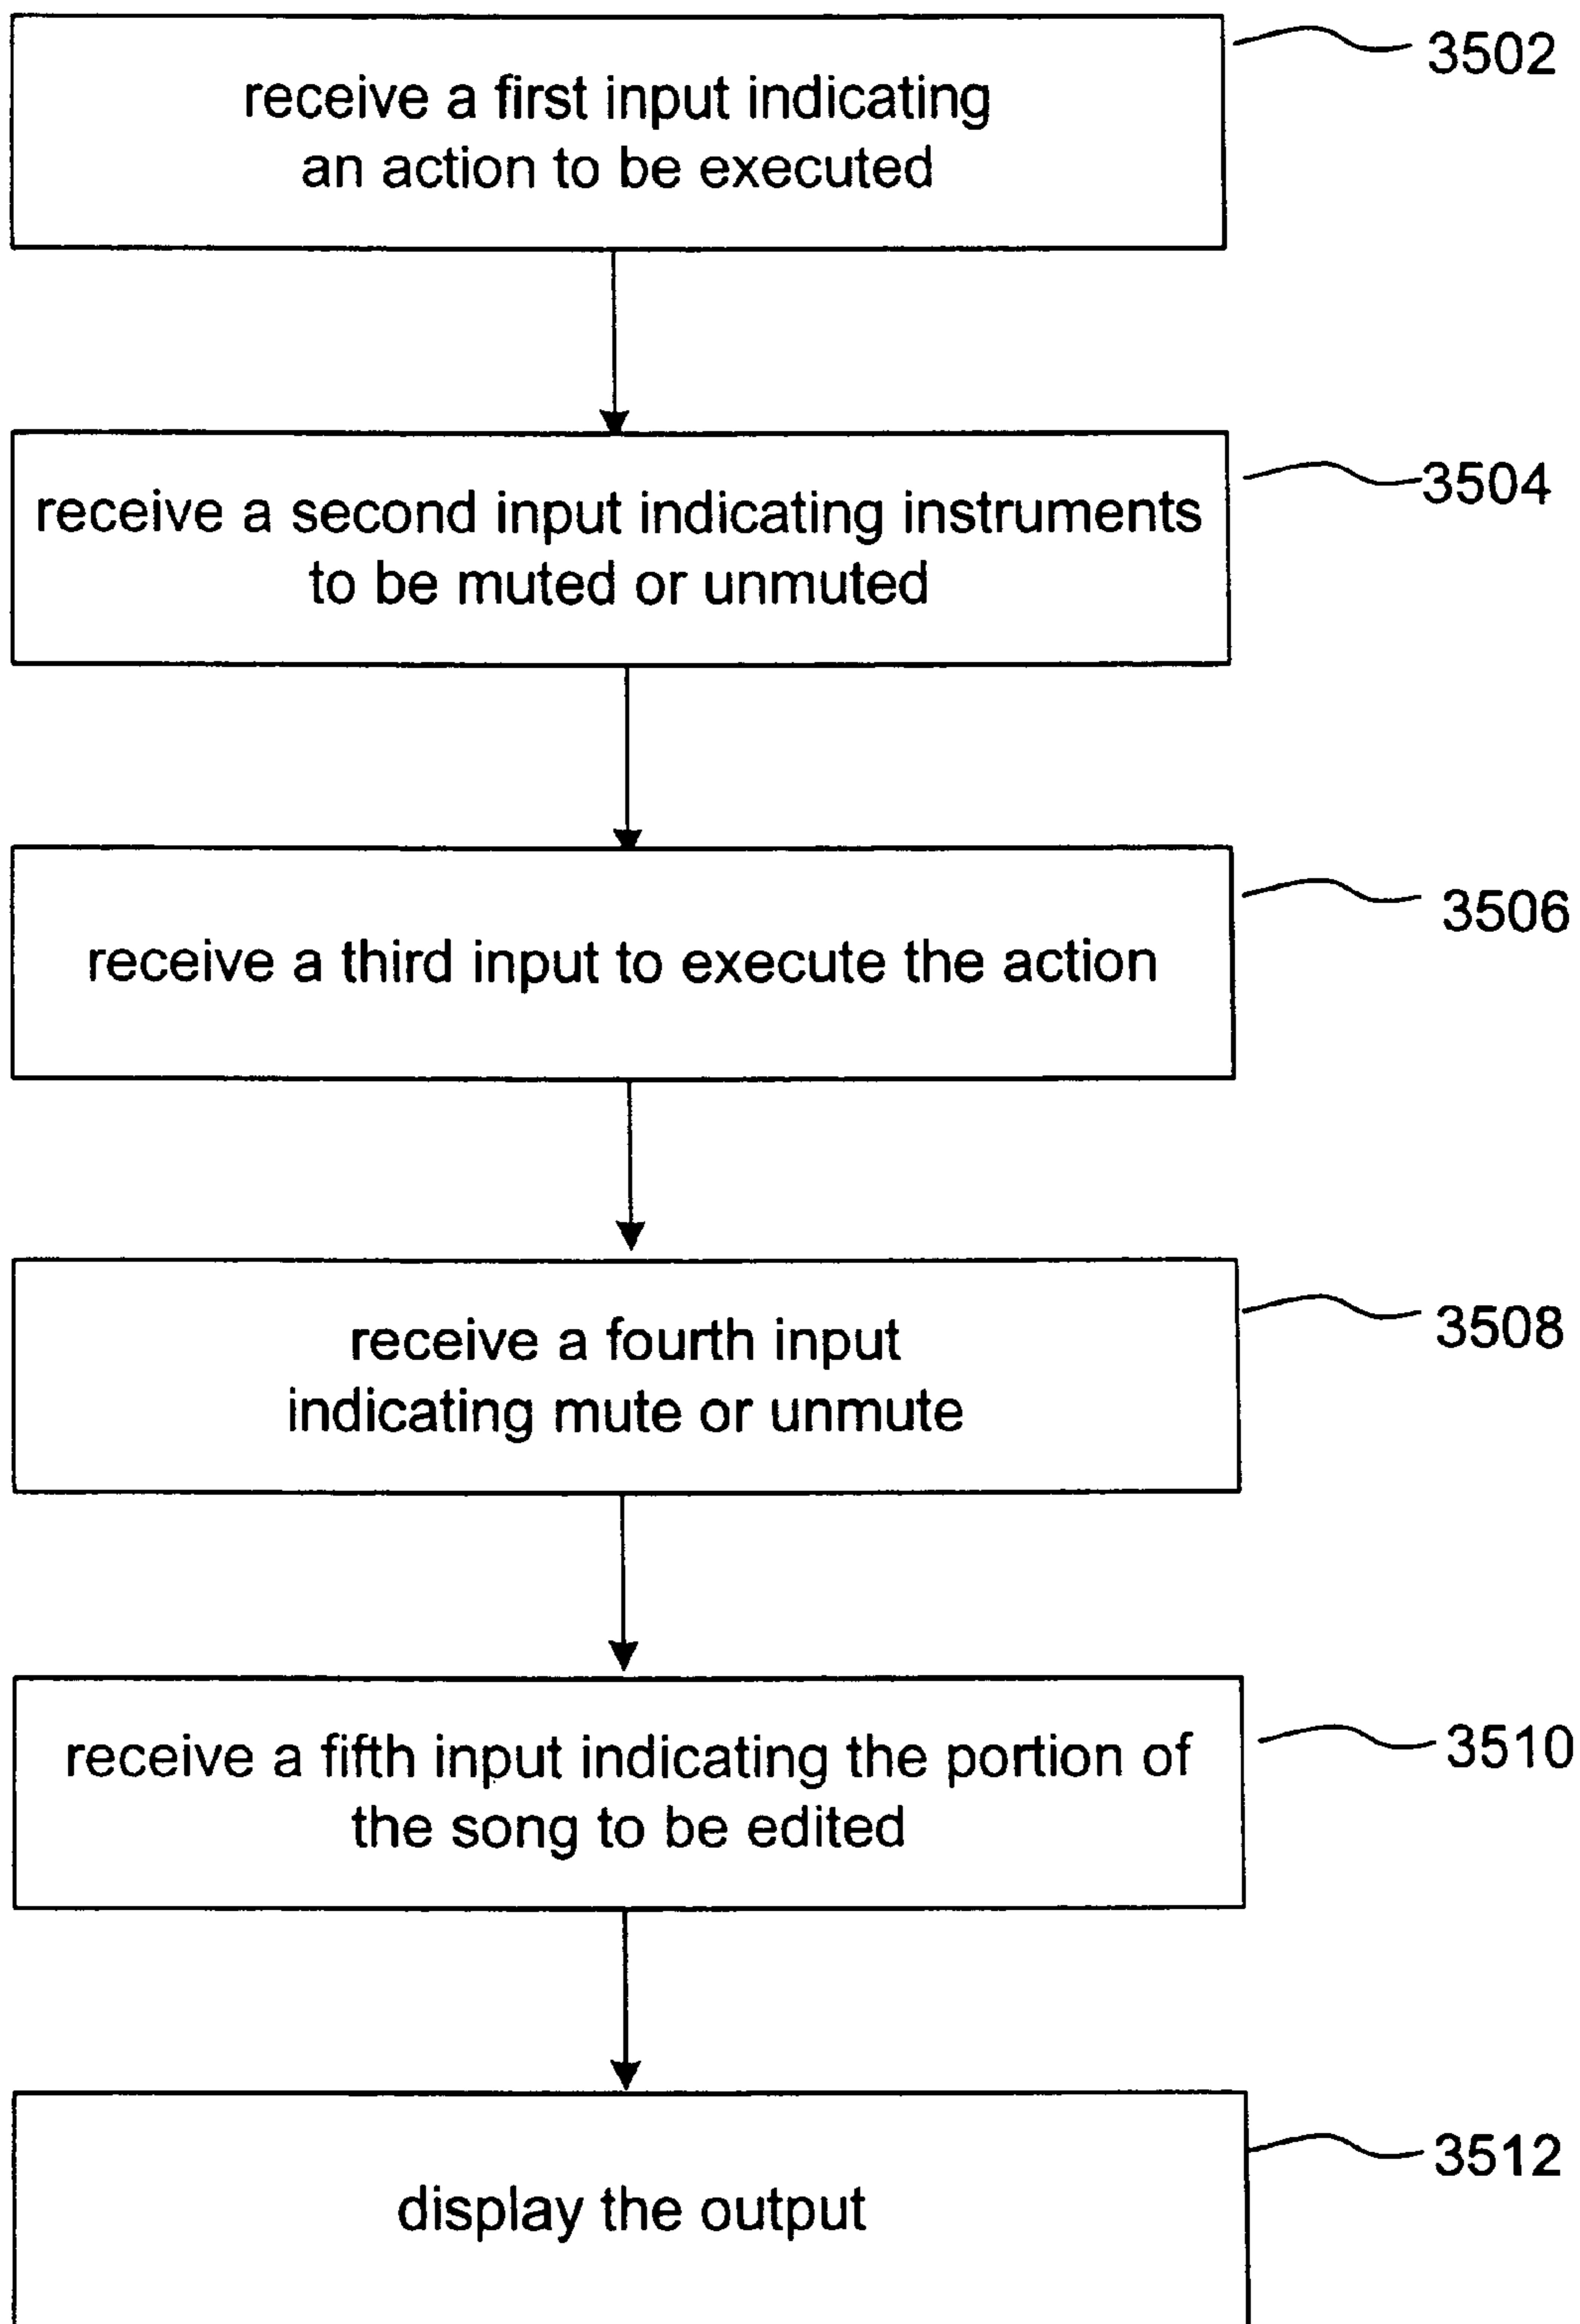 receive a first input indicating
an action to be executed
3502
receive a second input indicating instruments
to be muted or unmuted
3504
receive a third input to execute the action
3506
receive a fourth input
indicating mute or unmute
3508
receive a fifth input indicating the portion of
the song to be edited
3510
display the output
3512